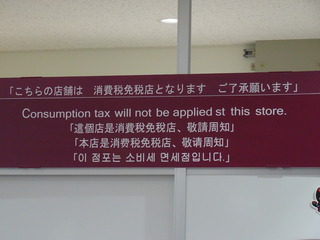 「こちらの店舗は　消費税免税店となります　ご了承願います」
Consumption tax will not be applied st this store.
「這個店是消費税免税店、敬請周知」
「本店是消费税免税店、敬请周知」
「이 점포는 소비세 면세점입니다.」